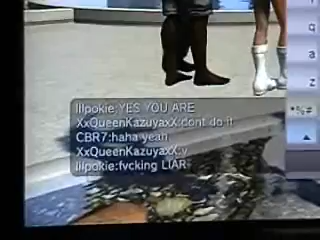 q
a
z
*%#
lilpokie:YES YOU ARE
XxQueenKazuyaxX:dont do it
CBR7:haha yeah
XxQueenKazuyaxX:v
lilpokie:fvcking LIAR